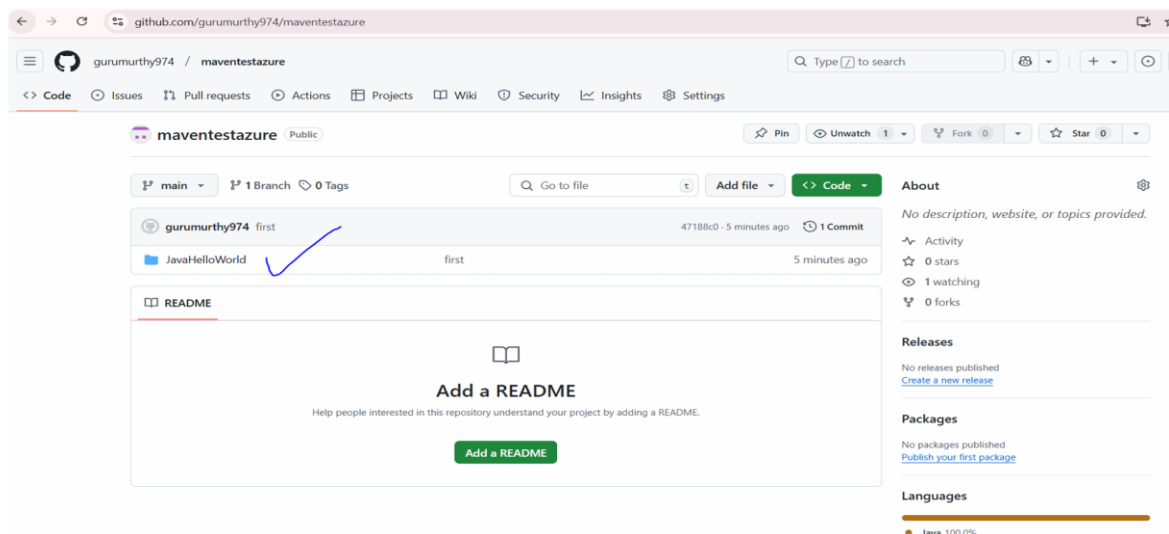 github.com/gurumurthy974/maventestazure
gurumurthy974 / maventestazure
Type / to search
Code Issues Pull requests Actions Projects Wiki Security Insights Settings
maventestazure Public
Pin Unwatch 1 Fork 0 Star 0
main 1 Branch 0 Tags
Go to file t Add file Code
gurumurthy974 first 47188c0 · 5 minutes ago 1 Commit
JavaHelloWorld first 5 minutes ago
README
Add a README
Help people interested in this repository understand your project by adding a README.
Add a README
About
No description, website, or topics provided.
Activity
0 stars
1 watching
0 forks
Releases
No releases published
Create a new release
Packages
No packages published
Publish your first package
Languages
Java 100.0%